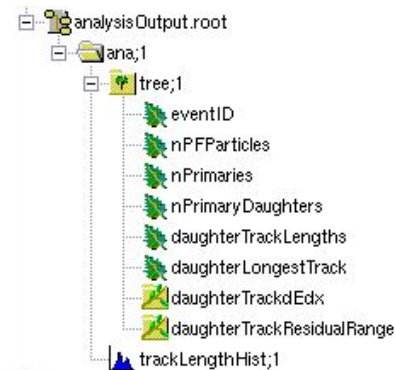 analysisOutput.root
ana;1
tree;1
eventID
nPFParticles
nPrimaries
nPrimaryDaughters
daughterTrackLengths
daughterLongestTrack
daughterTrackdEdx
daughterTrackResidualRange
trackLengthHist;1